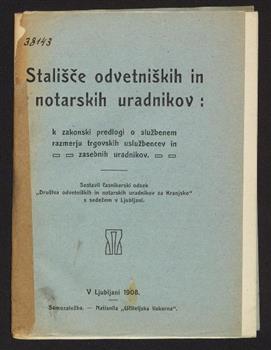 38143
Stališče odvetniških in
notarskih uradnikov:
k zakonski predlogi o službenem
razmerju trgovskih uslužbencev in
zasebnih uradnikov.
Sestavil časnikarski odsek
„Društva odvetniških in notarskih uradnikov za Kranjsko“
s sedežem v Ljubljani.
V Ljubljani 1908.
Samozaložba. — Natisnila „Učiteljska tiskarna“.